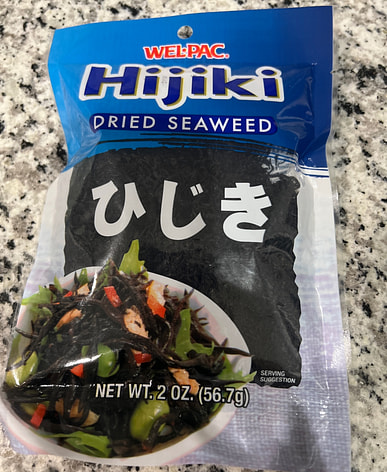 WEL·PAC®
Hijiki
DRIED SEAWEED
ひじき
SERVING
SUGGESTION
NET WT. 2 OZ. (56.7g)